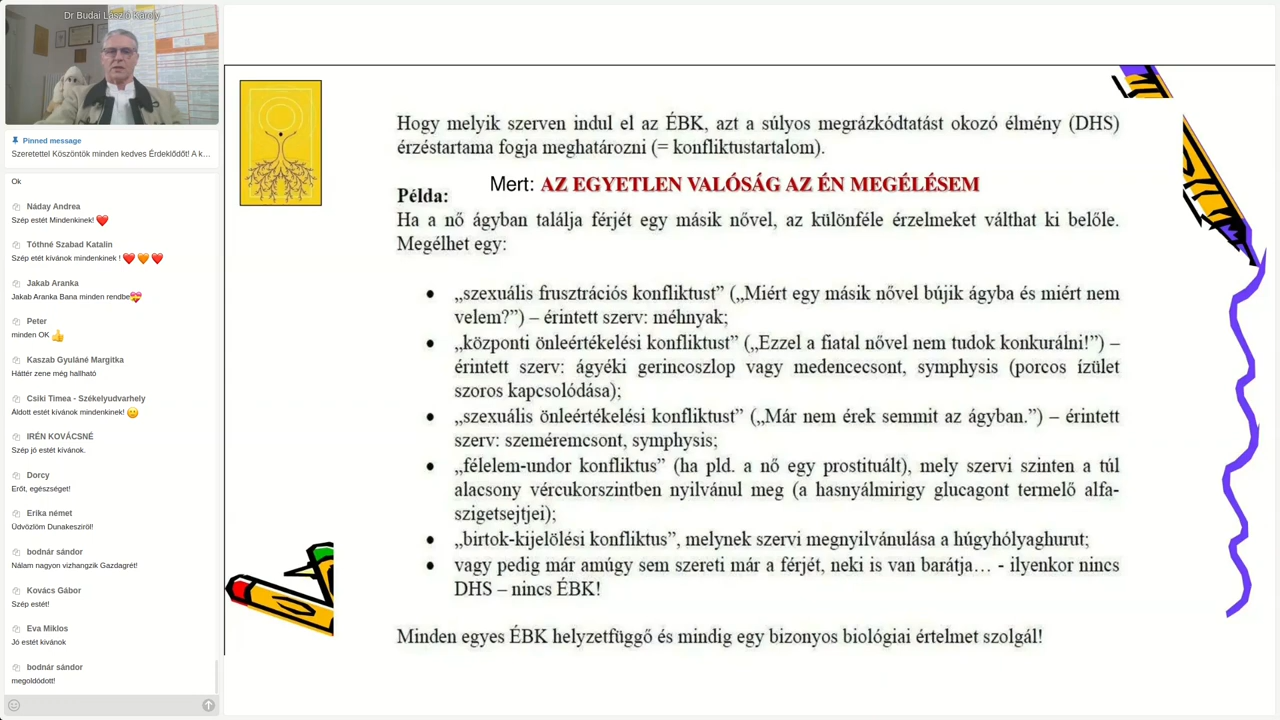 Dr Budai László Károly
Pinned message
Szeretettel Köszöntök minden kedves Érdeklődőt! A k…
Ok
Náday Andrea
Szép estét Mindenkinek! ❤️
Tóthné Szabad Katalin
Szép etét kívánok mindenkinek ! ❤️ 🧡 ❤️
Jakab Aranka
Jakab Aranka Bana minden rendbe💝
Peter
minden OK 👍
Kaszab Gyuláné Margitka
Háttér zene még hallható
Csiki Timea - Székelyudvarhely
Áldott estét kívánok mindenkinek! 😊
IRÉN KOVÁCSNÉ
Szép jó estét kívánok.
Dorcy
Erőt, egészséget!
Erika német
Üdvözlöm Dunakesziről!
bodnár sándor
Nálam nagyon vizhangzik Gazdagrét!
Kovács Gábor
Szép estét!
Eva Miklos
Jó estét kívánok
bodnár sándor
megoldódott!
Hogy melyik szerven indul el az ÉBK, azt a súlyos megrázkódtatást okozó élmény (DHS)
érzéstartama fogja meghatározni (= konfliktustartalom).
Mert: AZ EGYETLEN VALÓSÁG AZ ÉN MEGÉLÉSEM
Példa:
Ha a nő ágyban találja férjét egy másik nővel, az különféle érzelmeket válthat ki belőle.
Megélhet egy:
• „szexuális frusztrációs konfliktust” („Miért egy másik nővel bújik ágyba és miért nem
velem?”) – érintett szerv: méhnyak;
• „központi önleértékelési konfliktust” („Ezzel a fiatal nővel nem tudok konkurálni!”) –
érintett szerv: ágyéki gerincoszlop vagy medencecsont, symphysis (porcos ízület
szoros kapcsolódása);
• „szexuális önleértékelési konfliktust” („Már nem érek semmit az ágyban.”) – érintett
szerv: szeméremcsont, symphysis;
• „félelem-undor konfliktus” (ha pld. a nő egy prostituált), mely szervi szinten a túl
alacsony vércukorszintben nyilvánul meg (a hasnyálmirigy glucagont termelő alfa-
szigetsejtjei);
• „birtok-kijelölési konfliktus”, melynek szervi megnyilvánulása a húgyhólyaghurut;
• vagy pedig már amúgy sem szereti már a férjét, neki is van barátja… - ilyenkor nincs
DHS – nincs ÉBK!
Minden egyes ÉBK helyzetfüggő és mindig egy bizonyos biológiai értelmet szolgál!